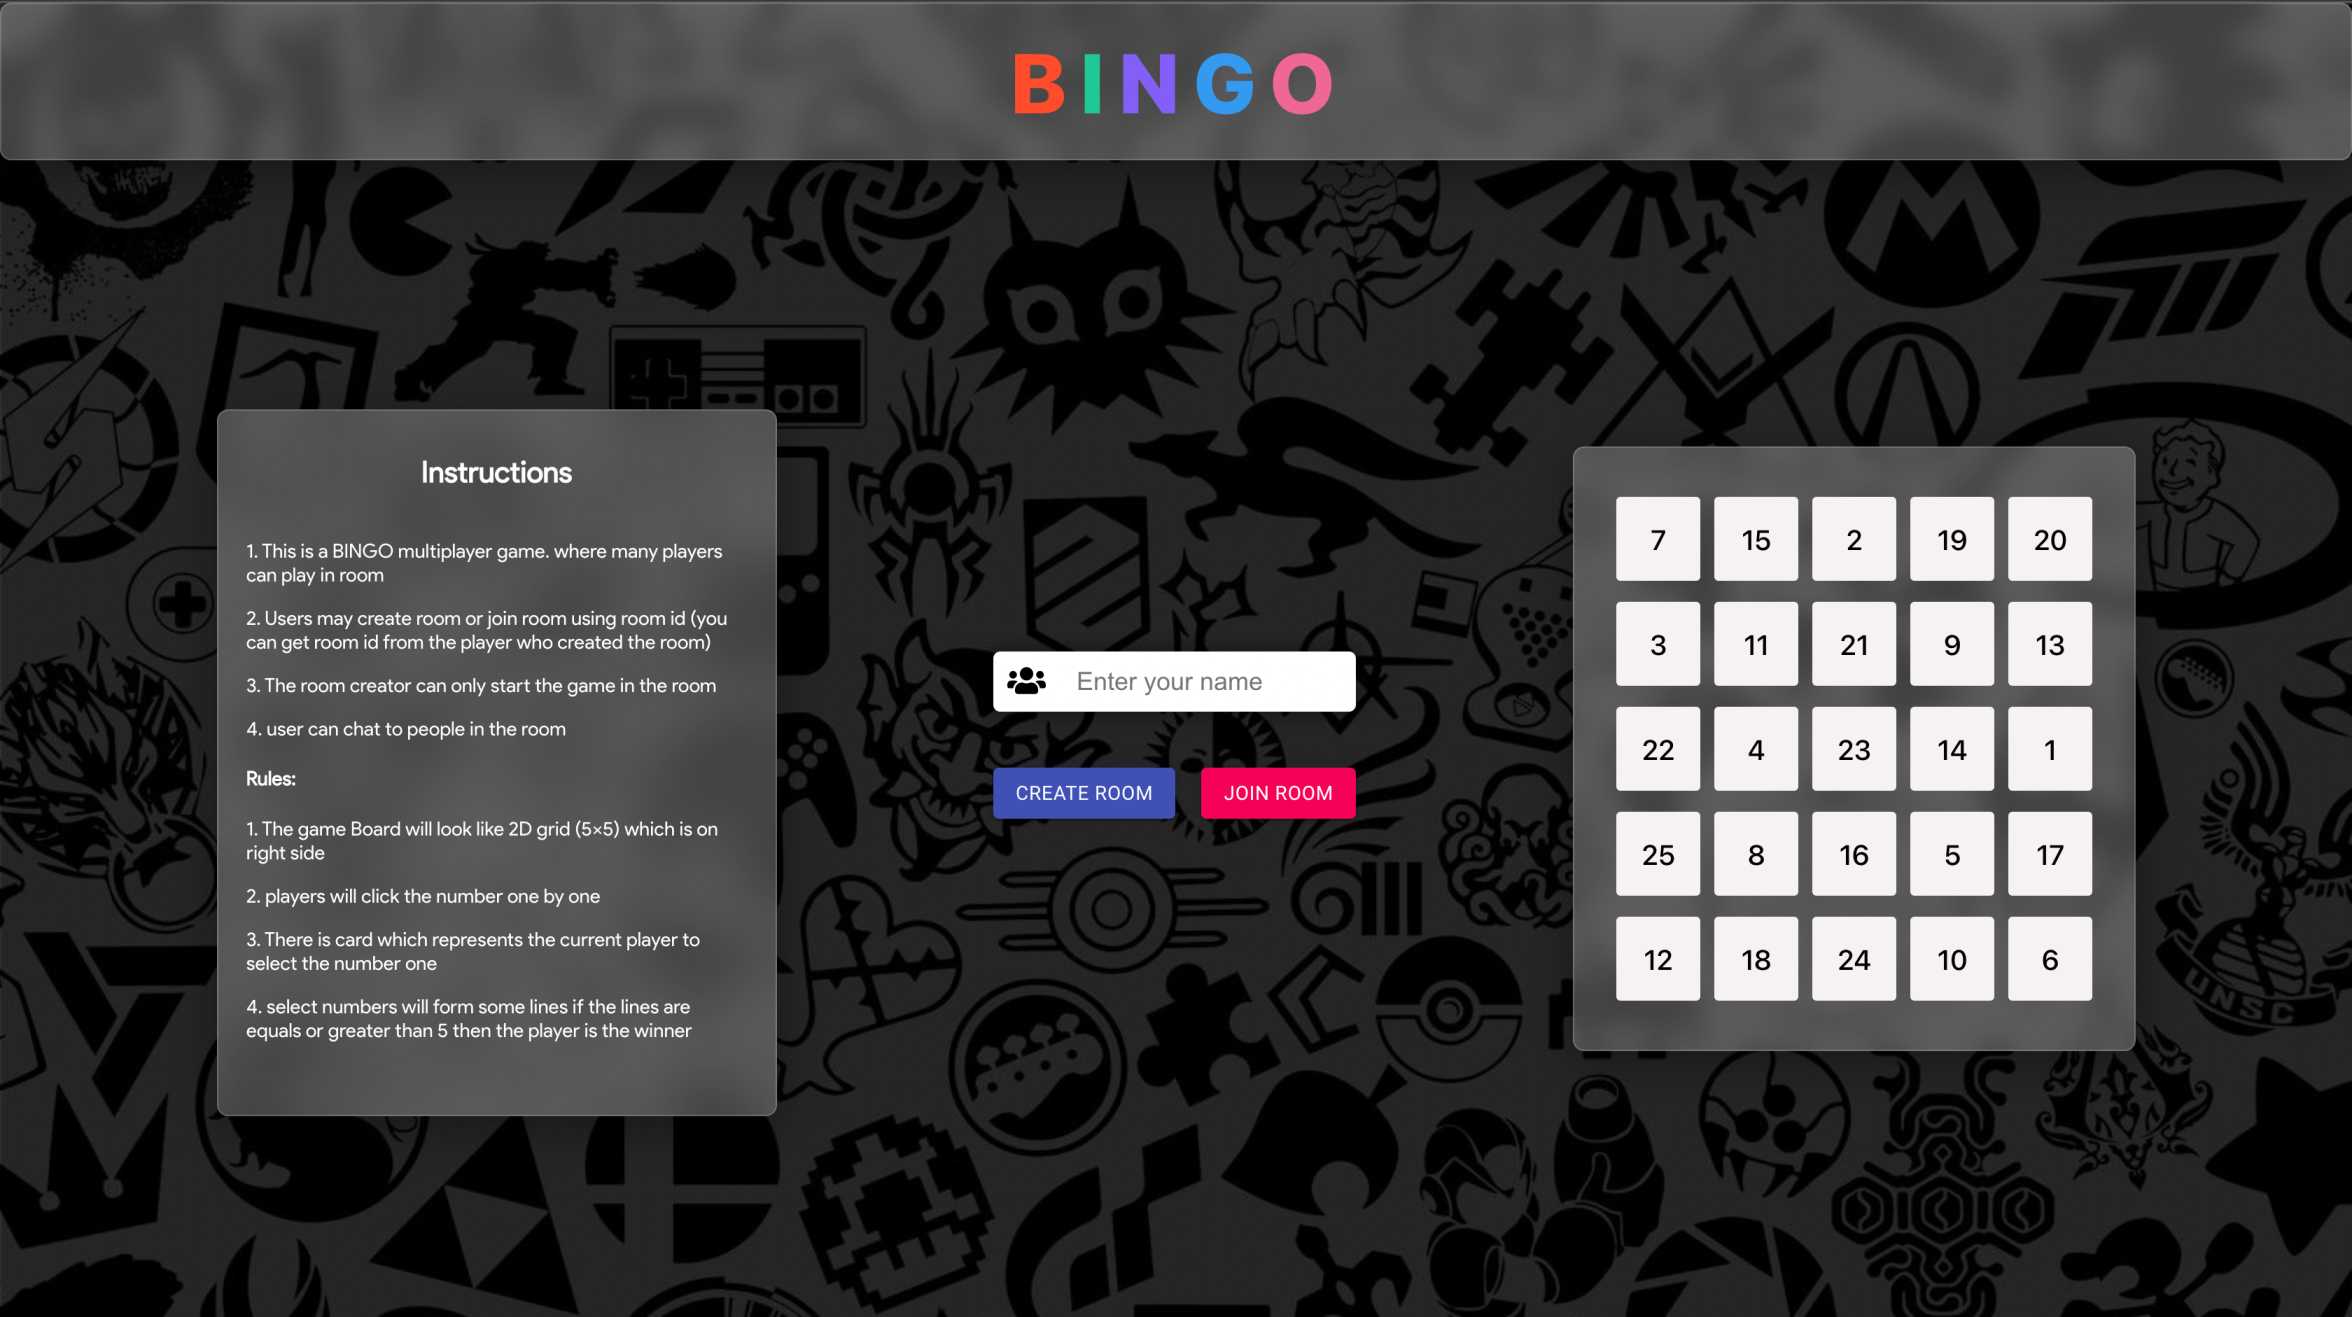 BINGO
Instructions
1. This is a BINGO multiplayer game. where many players
can play in room
2. Users may create room or join room using room id (you
can get room id from the player who created the room)
3. The room creator can only start the game in the room
4. user can chat to people in the room
Rules:
1. The game Board will look like 2D grid (5×5) which is on
right side
2. players will click the number one by one
3. There is card which represents the current player to
select the number one
4. select numbers will form some lines if the lines are
equals or greater than 5 then the player is the winner
Enter your name
CREATE ROOM JOIN ROOM
7 15 2 19 20
3 11 21 9 13
22 4 23 14 1
25 8 16 5 17
12 18 24 10 6
UNSC